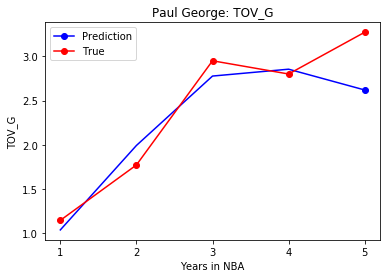 Paul George: TOV_G
Prediction
True
TOV_G
3.0
2.5
2.0
1.5
1.0
1 2 3 4 5
Years in NBA